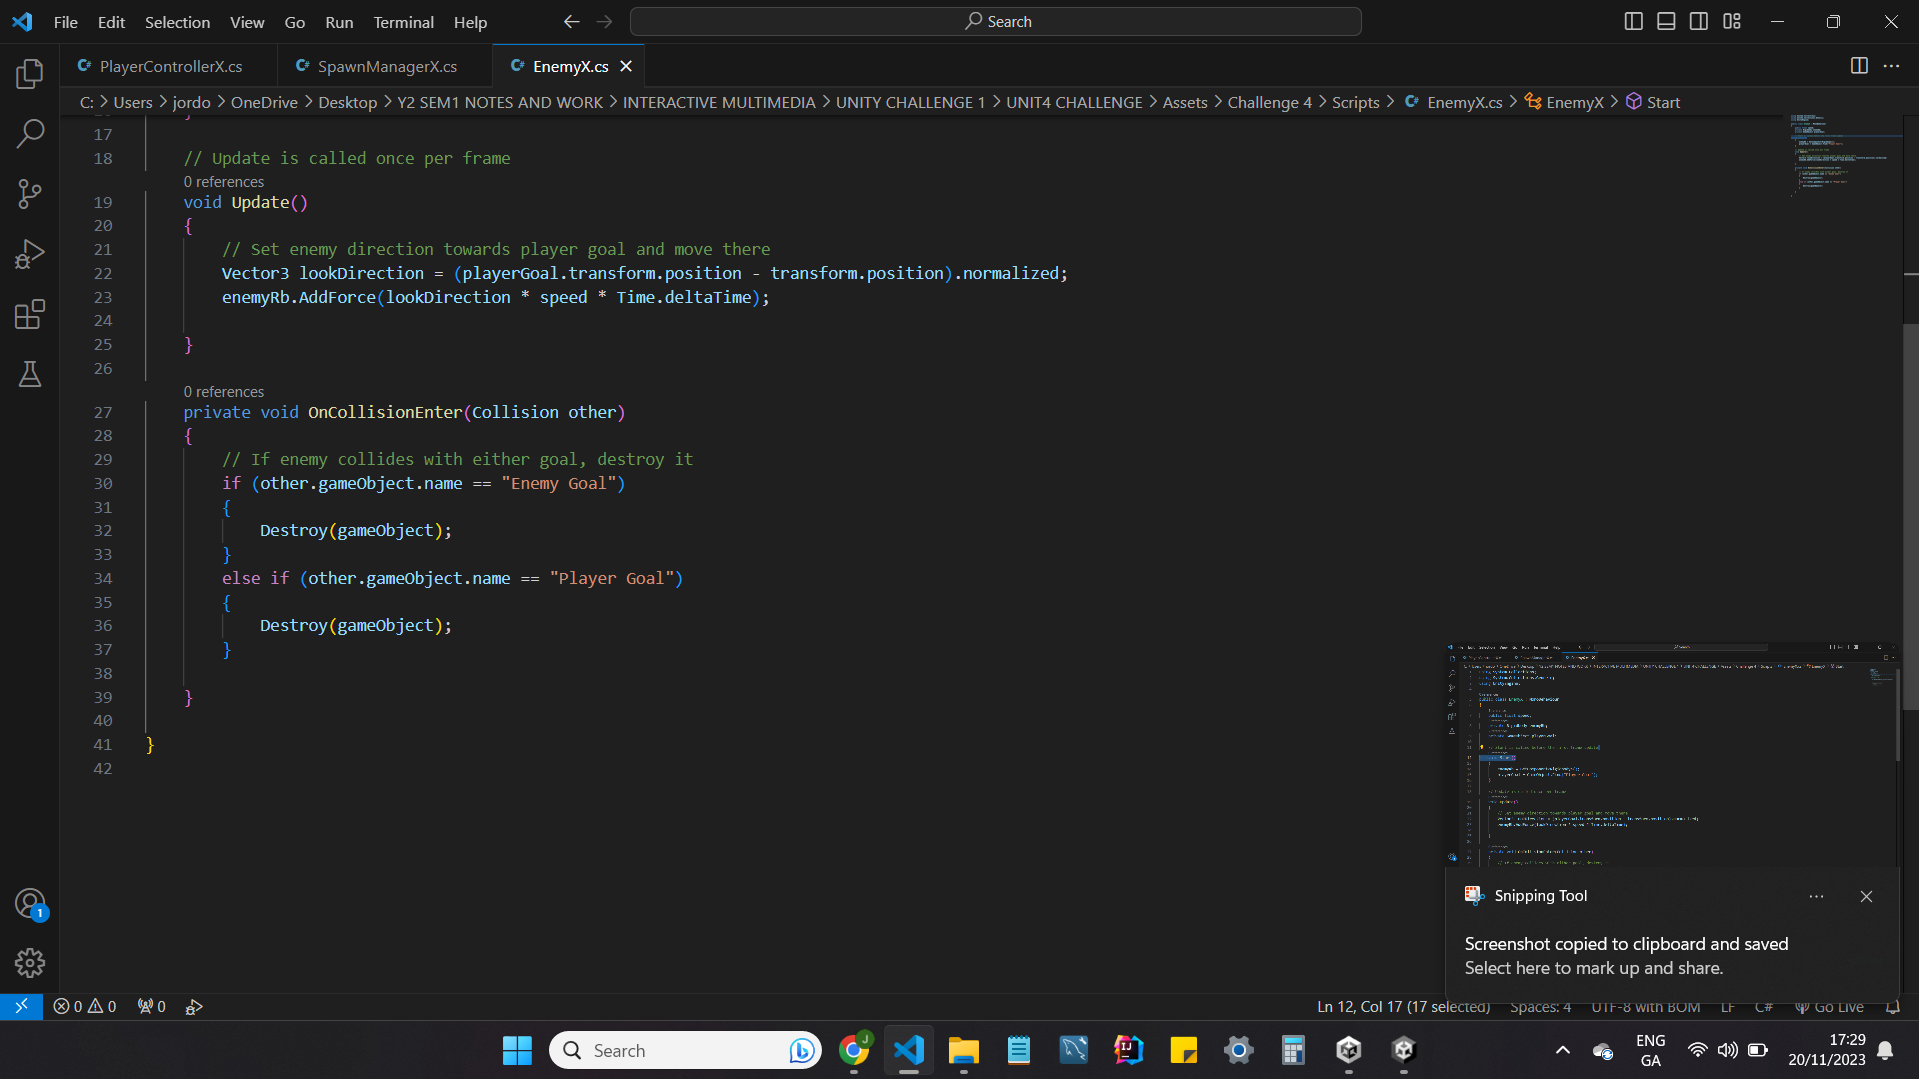 File Edit Selection View Go Run Terminal Help
Search
PlayerControllerX.cs
SpawnManagerX.cs
EnemyX.cs
C: > Users > jordo > OneDrive > Desktop > Y2 SEM1 NOTES AND WORK > INTERACTIVE MULTIMEDIA > UNITY CHALLENGE 1 > UNIT4 CHALLENGE > Assets > Challenge 4 > Scripts > EnemyX.cs > EnemyX > Start
17
18 // Update is called once per frame
0 references
19 void Update()
20 {
21 // Set enemy direction towards player goal and move there
22 Vector3 lookDirection = (playerGoal.transform.position - transform.position).normalized;
23 enemyRb.AddForce(lookDirection * speed * Time.deltaTime);
24
25 }
26
0 references
27 private void OnCollisionEnter(Collision other)
28 {
29 // If enemy collides with either goal, destroy it
30 if (other.gameObject.name == "Enemy Goal")
31 {
32 Destroy(gameObject);
33 }
34 else if (other.gameObject.name == "Player Goal")
35 {
36 Destroy(gameObject);
37 }
38
39 }
40
41 }
42
Snipping Tool
Screenshot copied to clipboard and saved
Select here to mark up and share.
1
0 0 0
Ln 12, Col 17 (17 selected) Spaces: 4 UTF-8 with BOM LF C# Go Live
Search
ENG
GA
17:29
20/11/2023